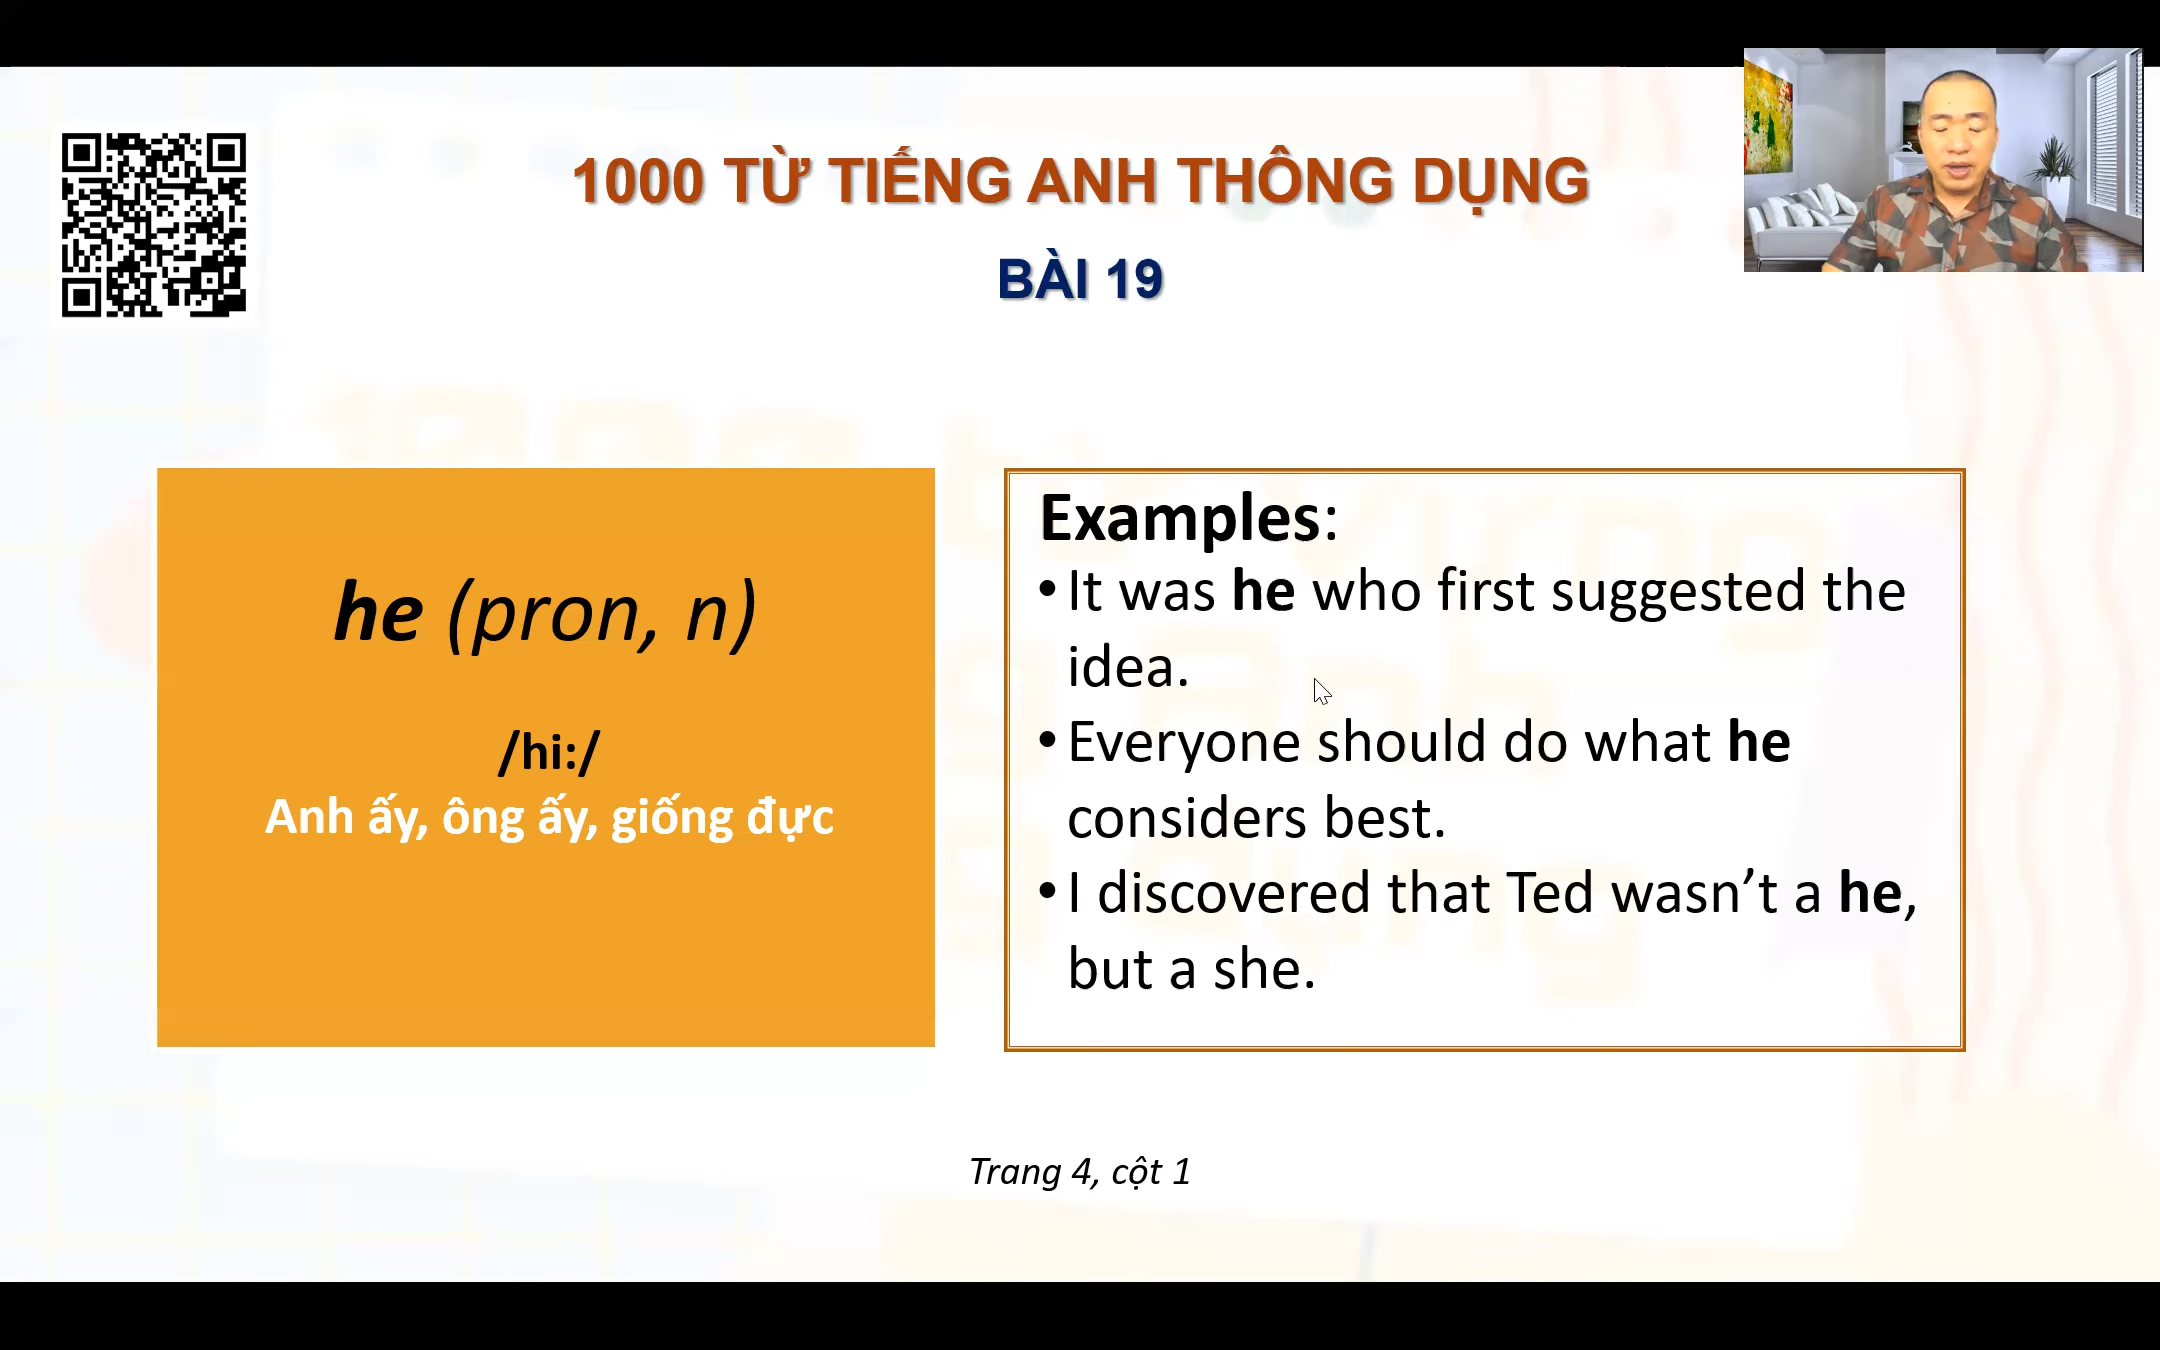 1000 TỪ TIẾNG ANH THÔNG DỤNG
BÀI 19
he (pron, n)
/hi:/
Anh ấy, ông ấy, giống đực
Examples:
•It was he who first suggested the
idea.
•Everyone should do what he
considers best.
•I discovered that Ted wasn’t a he,
but a she.
Trang 4, cột 1